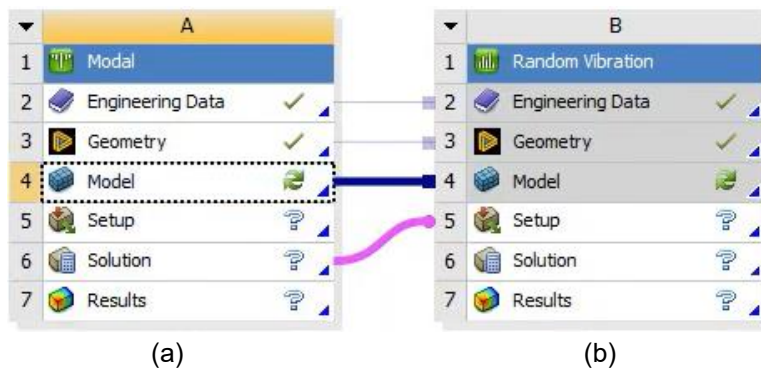 A
1 Modal
2 Engineering Data
3 Geometry
4 Model
5 Setup
6 Solution
7 Results
(a)
B
1 Random Vibration
2 Engineering Data
3 Geometry
4 Model
5 Setup
6 Solution
7 Results
(b)